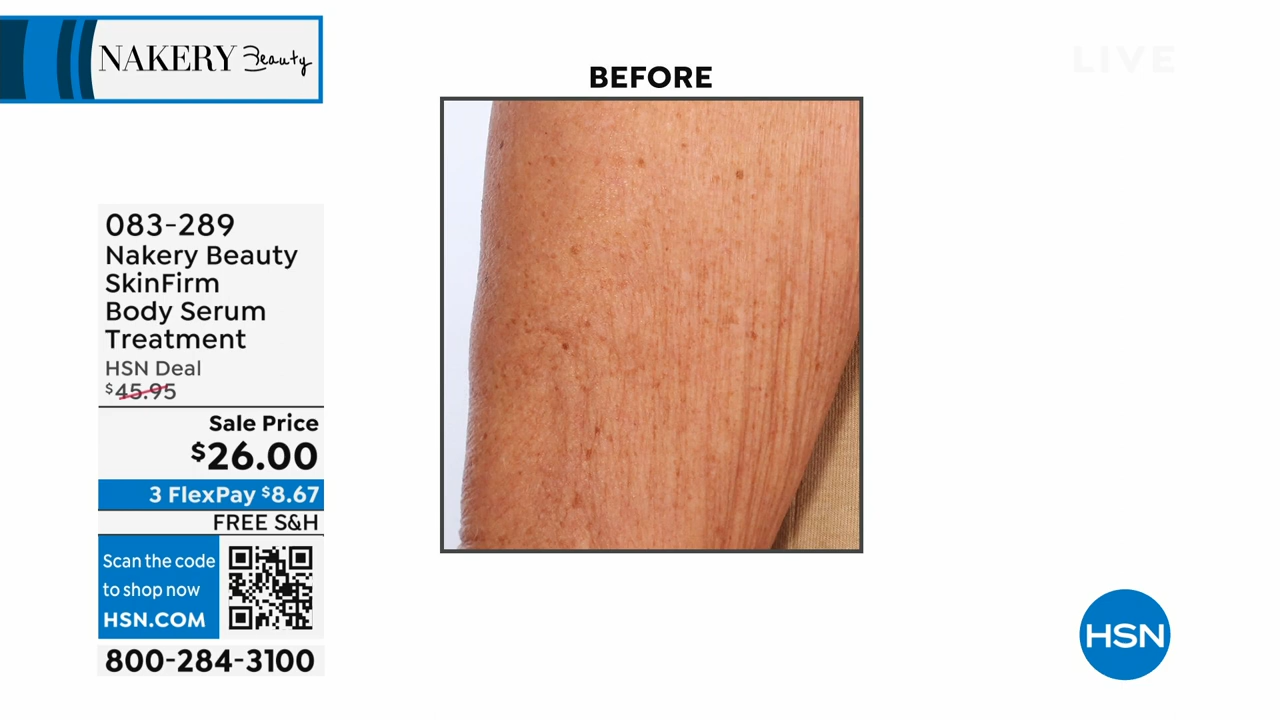 NAKERY Beauty
BEFORE
LIVE
083-289
Nakery Beauty
SkinFirm
Body Serum
Treatment
HSN Deal
$45.95
Sale Price
$26.00
3 FlexPay $8.67
FREE S&H
Scan the code
to shop now
HSN.COM
800-284-3100
HSN